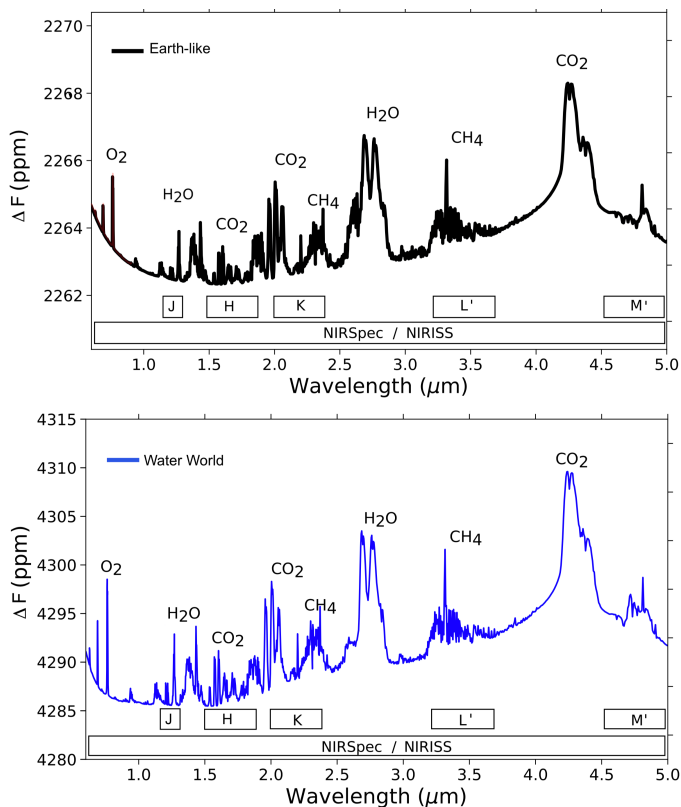 2270
Earth-like
CO2
2268
H2O
2266
O2
CO2
CH4
H2O
CH4
2264
CO2
2262
J
H
K
L'
M'
NIRSpec / NIRISS
1.0 1.5 2.0 2.5 3.0 3.5 4.0 4.5 5.0
Wavelength (μm)
Δ F (ppm)
4315
Water World
CO2
4310
4305
H2O
CH4
4300
O2
CO2
4295
H2O
CH4
CO2
4290
4285
J
H
K
L'
M'
NIRSpec / NIRISS
4280
1.0 1.5 2.0 2.5 3.0 3.5 4.0 4.5 5.0
Wavelength (μm)
Δ F (ppm)